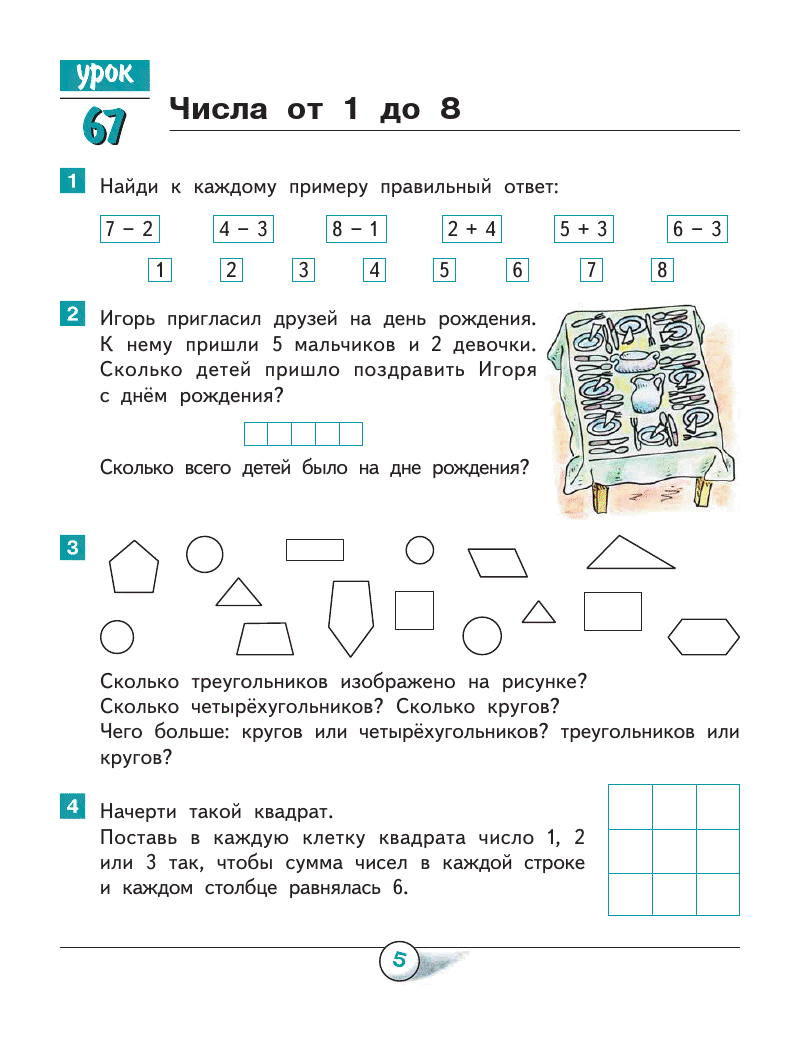 урок
67
Числа от 1 до 8
1
Найди к каждому примеру правильный ответ:
7 – 2 4 – 3 8 – 1 2 + 4 5 + 3 6 – 3
1 2 3 4 5 6 7 8
2
Игорь пригласил друзей на день рождения.
К нему пришли 5 мальчиков и 2 девочки.
Сколько детей пришло поздравить Игоря
с днём рождения?
Сколько всего детей было на дне рождения?
3
Сколько треугольников изображено на рисунке?
Сколько четырёхугольников? Сколько кругов?
Чего больше: кругов или четырёхугольников? треугольников или
кругов?
4
Начерти такой квадрат.
Поставь в каждую клетку квадрата число 1, 2
или 3 так, чтобы сумма чисел в каждой строке
и каждом столбце равнялась 6.
5